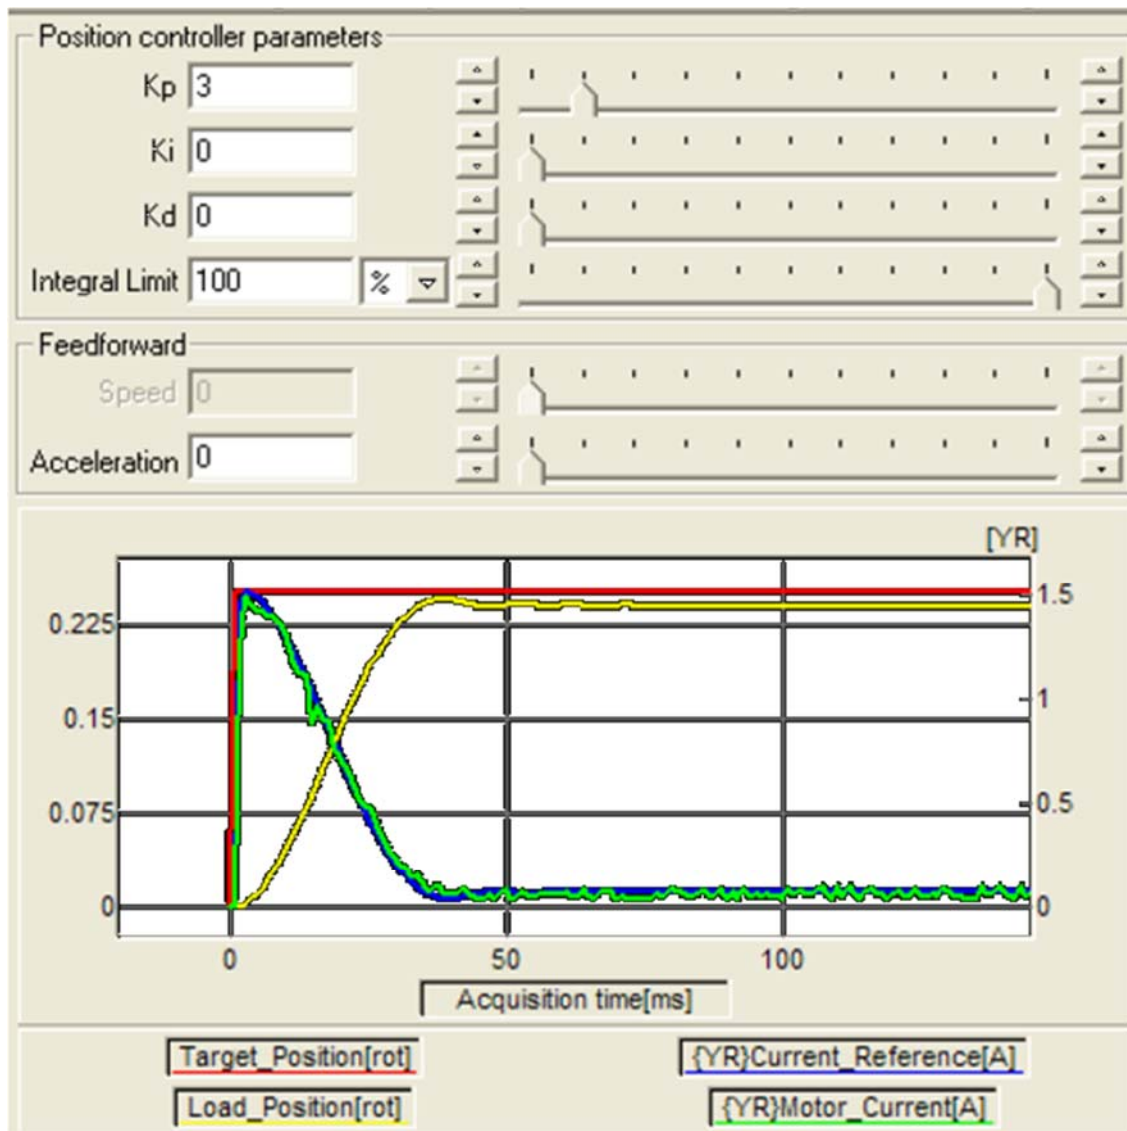 Position controller parameters
Kp 3
Ki 0
Kd 0
Integral Limit 100 %
Feedforward
Speed 0
Acceleration 0
[YR]
1.5
0.225
1
0.15
0.5
0.075
0 0
0 50 100
Acquisition time[ms]
Target_Position[rot] {YR}Current_Reference[A]
Load_Position[rot] {YR}Motor_Current[A]